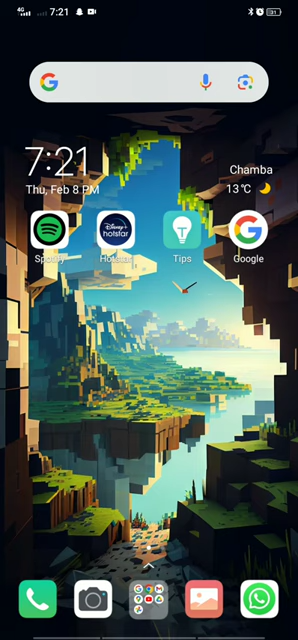 4G 7:21 31
G
7:21
Chamba
Thu, Feb 8 PM
13°C
Disney+
hotstar
G
Spotify Hotstar Tips Google